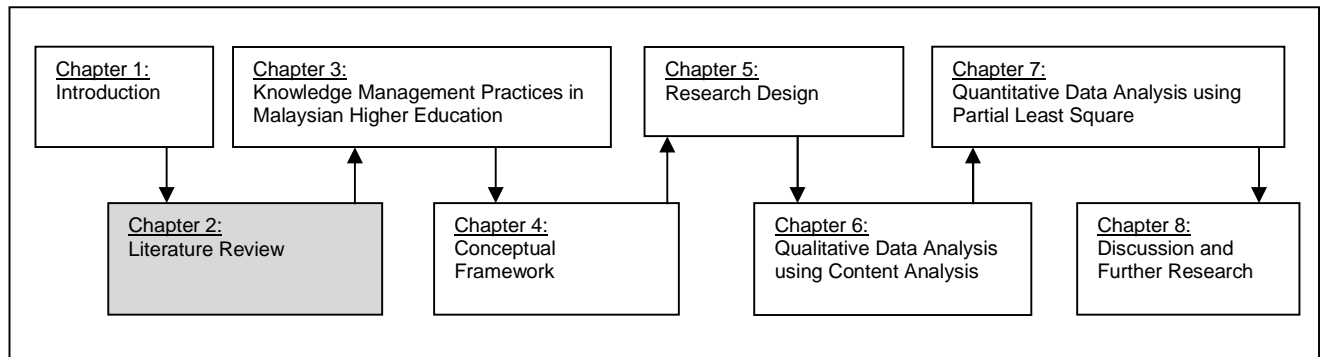 Chapter 1:
Introduction
Chapter 2:
Literature Review
Chapter 3:
Knowledge Management Practices in
Malaysian Higher Education
Chapter 4:
Conceptual
Framework
Chapter 5:
Research Design
Chapter 6:
Qualitative Data Analysis
using Content Analysis
Chapter 7:
Quantitative Data Analysis using
Partial Least Square
Chapter 8:
Discussion and
Further Research